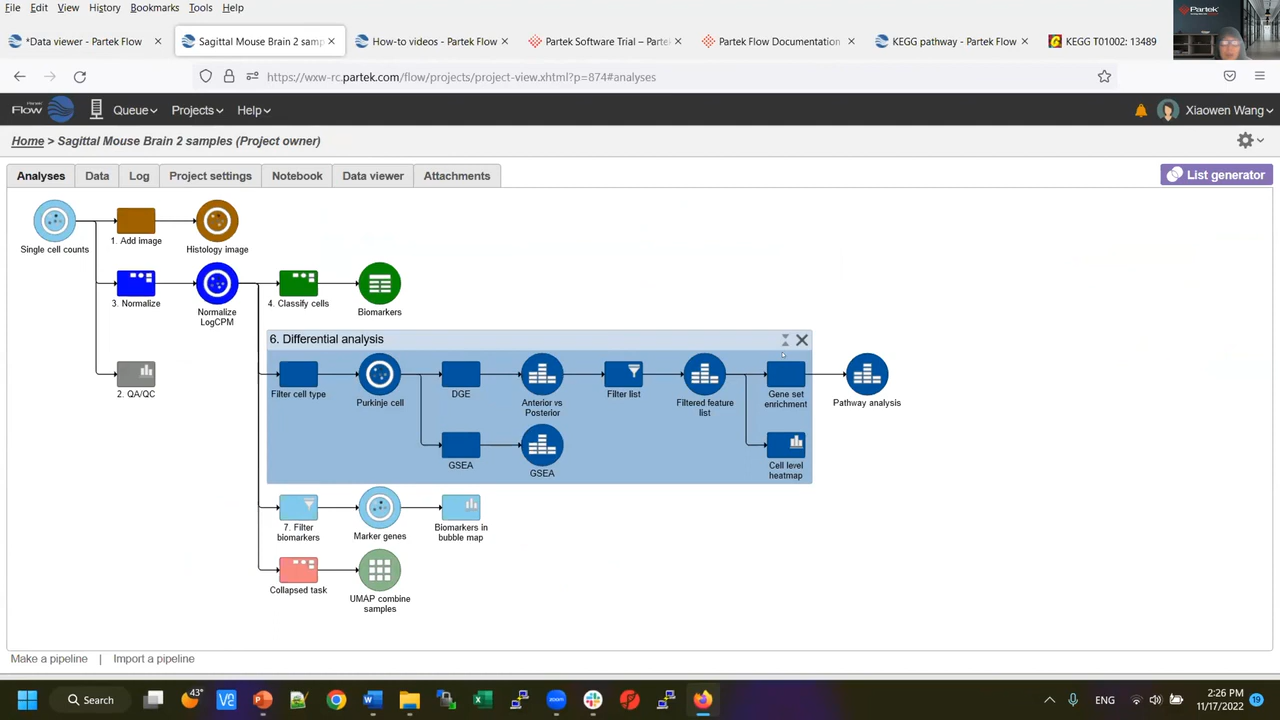 File Edit View History Bookmarks Tools Help
*Data viewer - Partek Flow
Sagittal Mouse Brain 2 samp
How-to videos - Partek Flow
Partek Software Trial – Parte
Partek Flow Documentation
KEGG pathway - Partek Flow
KEGG T01002: 13489
Partek
https://wxw-rc.partek.com/flow/projects/project-view.xhtml?p=874#analyses
Flow
Queue
Projects
Help
Xiaowen Wang
Home > Sagittal Mouse Brain 2 samples (Project owner)
Analyses
Data
Log
Project settings
Notebook
Data viewer
Attachments
List generator
Single cell counts
1. Add image
Histology image
3. Normalize
Normalize
LogCPM
4. Classify cells
Biomarkers
2. QA/QC
6. Differential analysis
Filter cell type
Purkinje cell
DGE
Anterior vs
Posterior
Filter list
Filtered feature
list
Gene set
enrichment
Pathway analysis
GSEA
GSEA
Cell level
heatmap
7. Filter
biomarkers
Marker genes
Biomarkers in
bubble map
Collapsed task
UMAP combine
samples
Make a pipeline | Import a pipeline
Search
43°
ENG
2:26 PM
11/17/2022
19